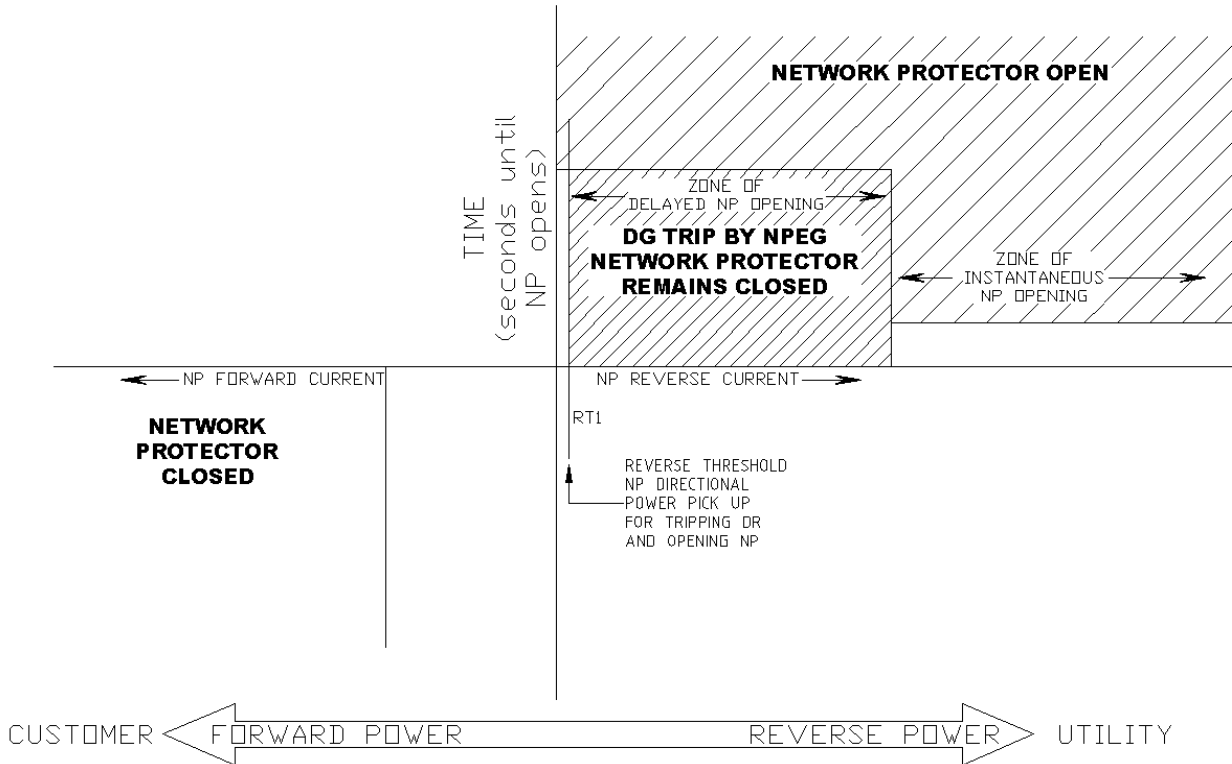 NETWORK PROTECTOR OPEN
TIME
(seconds until
NP opens)
ZONE OF
DELAYED NP OPENING
DG TRIP BY NPEG
NETWORK PROTECTOR
REMAINS CLOSED
ZONE OF
INSTANTANEOUS
NP OPENING
NP FORWARD CURRENT
NP REVERSE CURRENT
NETWORK
PROTECTOR
CLOSED
RT1
REVERSE THRESHOLD
NP DIRECTIONAL
POWER PICK UP
FOR TRIPPING DR
AND OPENING NP
CUSTOMER
FORWARD POWER
REVERSE POWER
UTILITY